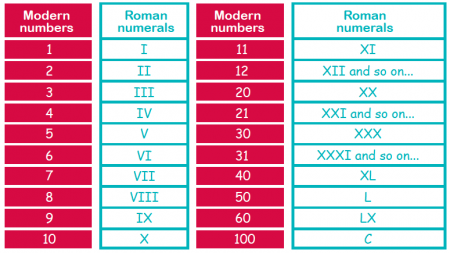 Modern numbers Roman numerals Modern numbers Roman numerals
1 I 11 XI
2 II 12 XII and so on...
3 III 20 XX
4 IV 21 XXI and so on...
5 V 30 XXX
6 VI 31 XXXI and so on...
7 VII 40 XL
8 VIII 50 L
9 IX 60 LX
10 X 100 C